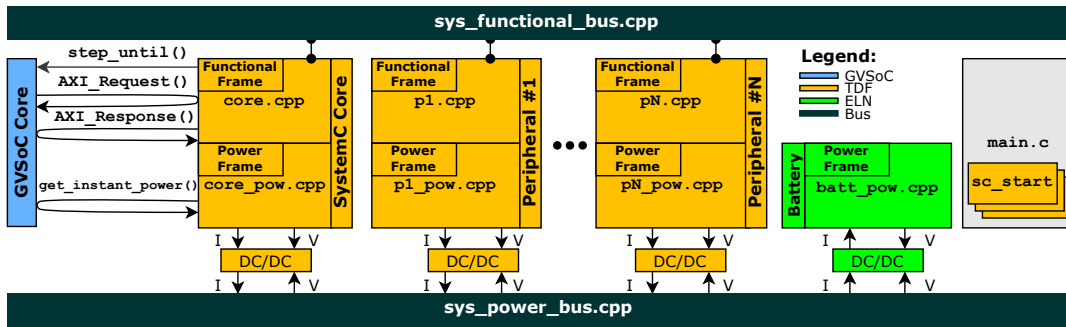 sys_functional_bus.cpp
step_until()
AXI_Request()
AXI_Response()
get_instant_power()
GVSoC Core
Functional
Frame
core.cpp
Power
Frame
core_pow.cpp
SystemC Core
Functional
Frame
p1.cpp
Power
Frame
p1_pow.cpp
Peripheral #1
Functional
Frame
pN.cpp
Power
Frame
pN_pow.cpp
Peripheral #N
Legend:
GVSoC
TDF
ELN
Bus
Battery
Power
Frame
batt_pow.cpp
main.c
sc_start
I V I V I V I V
DC/DC DC/DC DC/DC DC/DC
I V I V I V I V
sys_power_bus.cpp